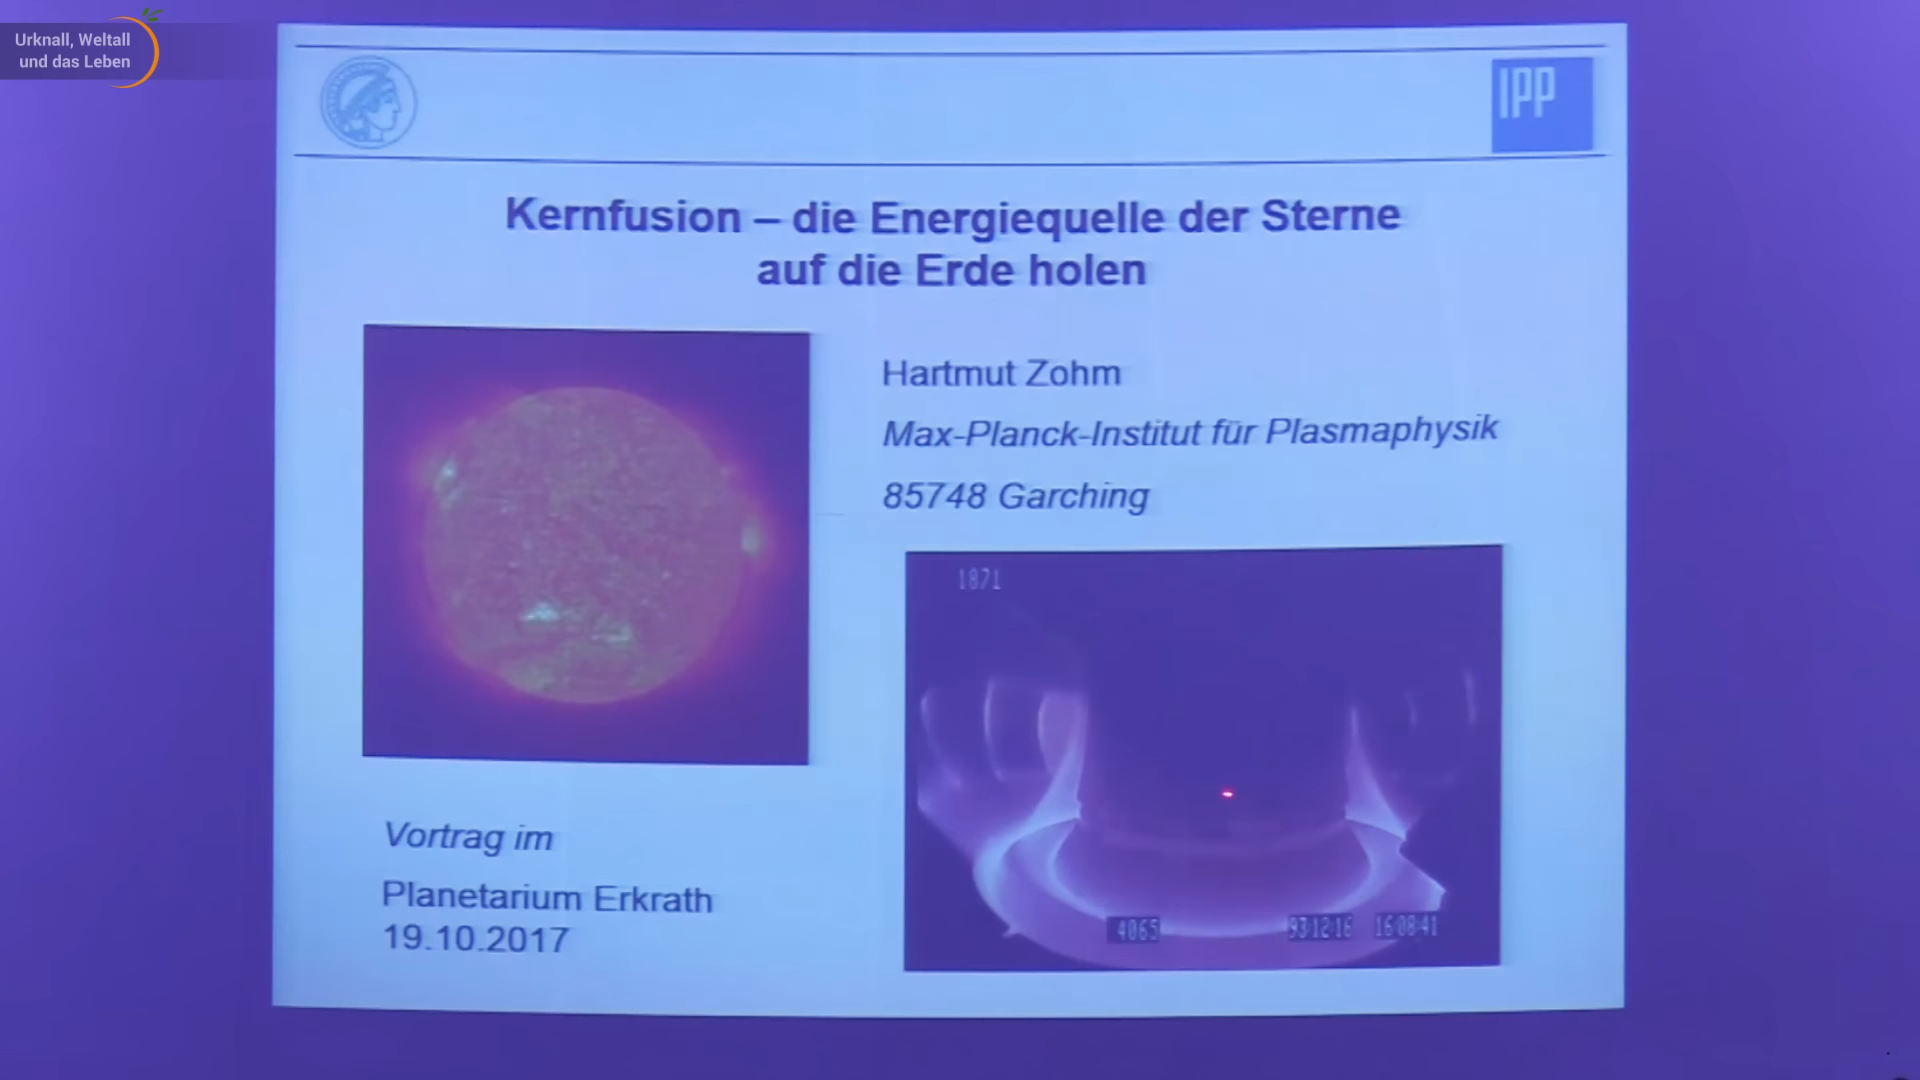 Urknall, Weltall
und das Leben
IPP
Kernfusion – die Energiequelle der Sterne
auf die Erde holen
Hartmut Zohm
Max-Planck-Institut für Plasmaphysik
85748 Garching
1871
4065 93-12-16 16:08:41
Vortrag im
Planetarium Erkrath
19.10.2017